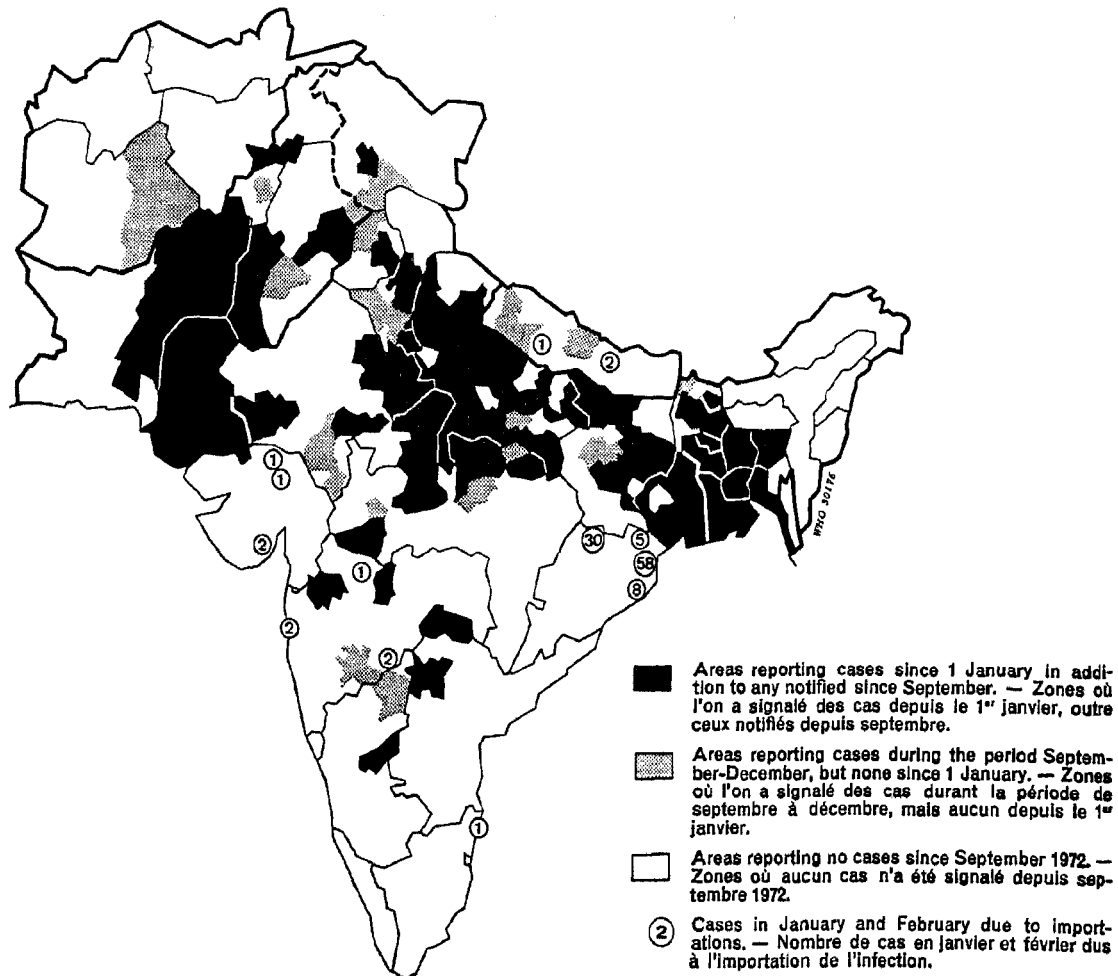 1
2
1
1
2
1
2
2
30
5
58
8
1
WHO 30176
Areas reporting cases since 1 January in addi-
tion to any notified since September. — Zones où
l'on a signalé des cas depuis le 1er janvier, outre
ceux notifiés depuis septembre.
Areas reporting cases during the period Septem-
ber-December, but none since 1 January. — Zones
où l'on a signalé des cas durant la période de
septembre à décembre, mais aucun depuis le 1er
janvier.
Areas reporting no cases since September 1972. —
Zones où aucun cas n'a été signalé depuis sep-
tembre 1972.
2 Cases in January and February due to import-
ations. — Nombre de cas en janvier et février dus
à l'importation de l'infection.